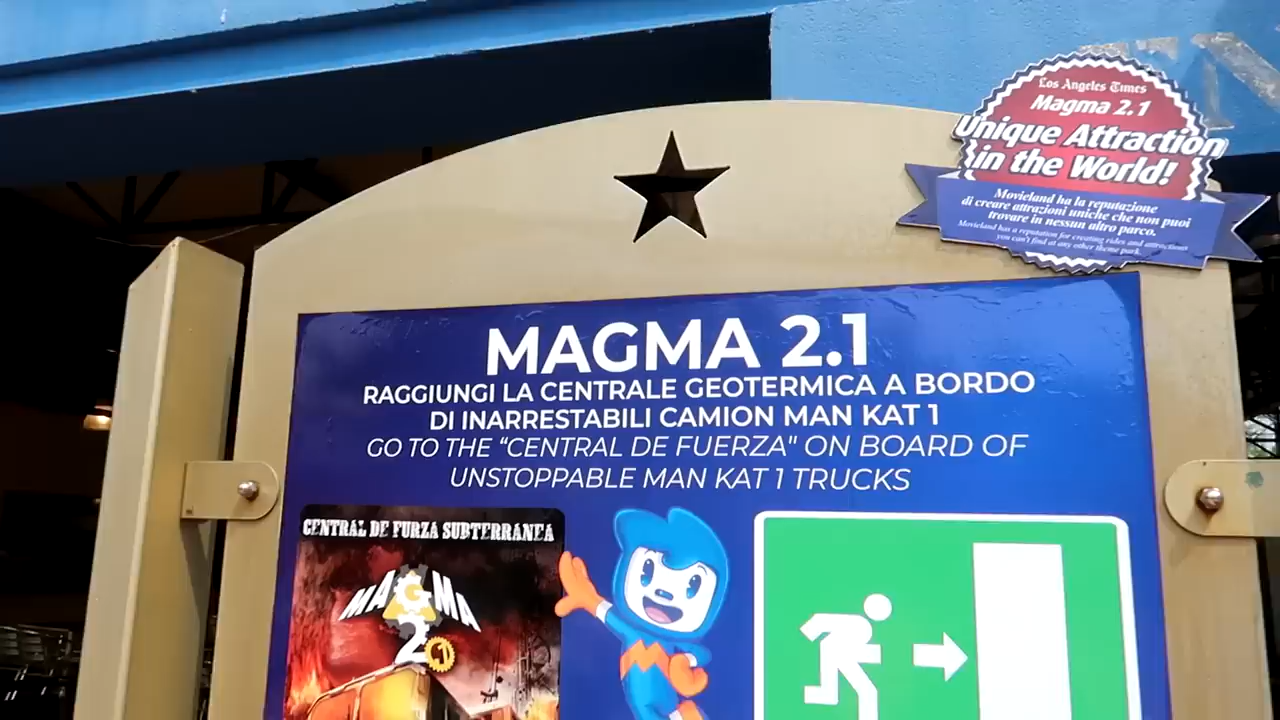 Los Angeles Times
Magma 2.1
Unique Attraction
in the World!
Movieland ha la reputazione
di creare attrazioni uniche che non puoi
trovare in nessun altro parco.
Movieland has a reputation for creating rides and attractions
you can't find at any other theme park.
MAGMA 2.1
RAGGIUNGI LA CENTRALE GEOTERMICA A BORDO
DI INARRESTABILI CAMION MAN KAT 1
GO TO THE “CENTRAL DE FUERZA" ON BOARD OF
UNSTOPPABLE MAN KAT 1 TRUCKS
CENTRAL DE FURZA SUBTERRANEA
MAGMA
2.1